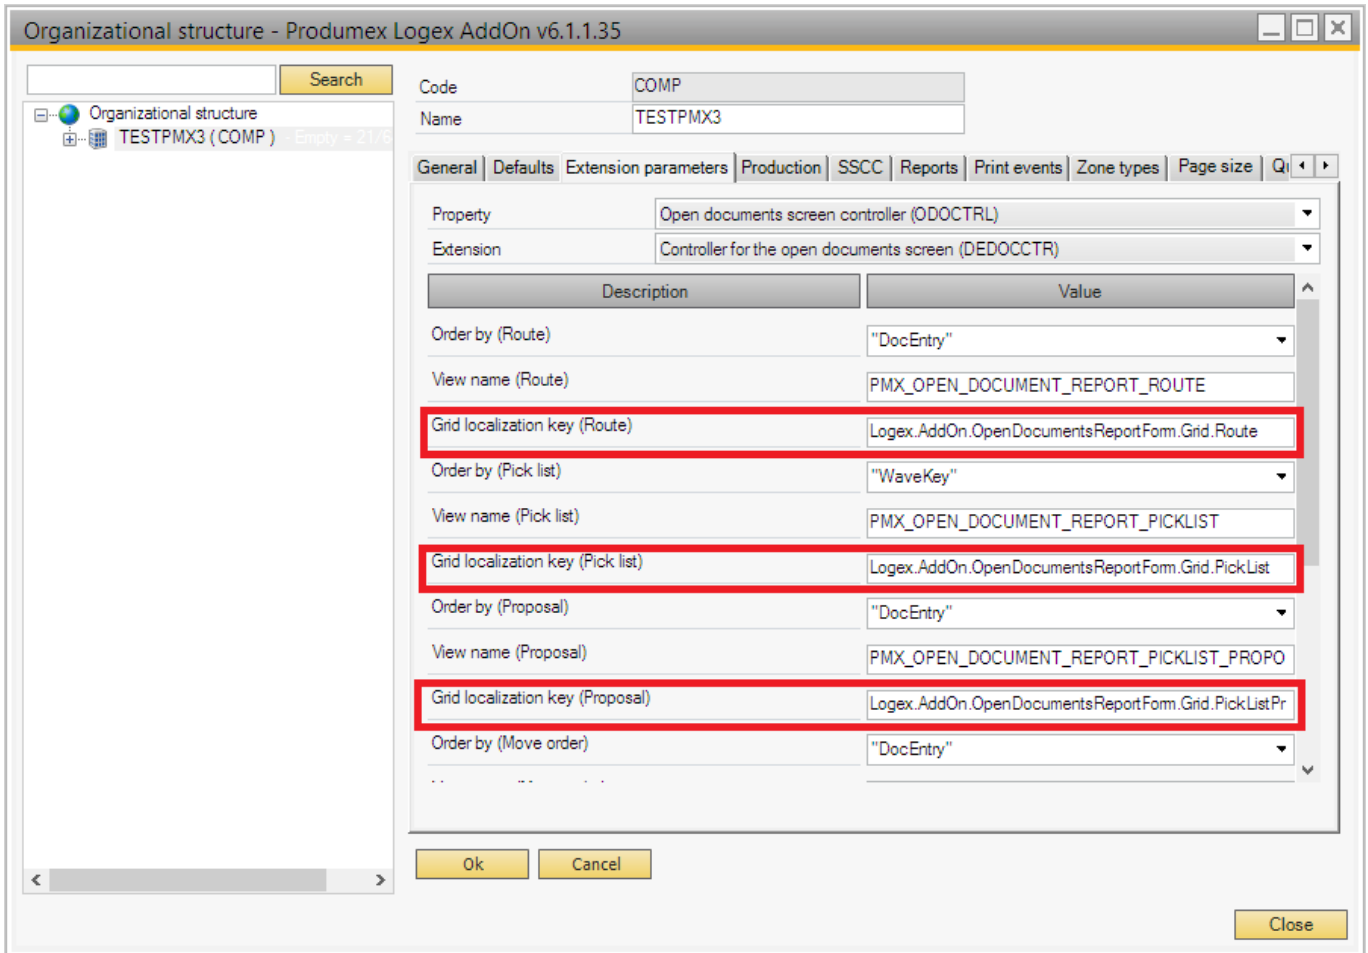 Organizational structure - Produmex Logex AddOn v6.1.1.35
Search
Organizational structure
TESTPMX3 ( COMP ) - Empty = 21/6
Code COMP
Name TESTPMX3
General Defaults Extension parameters Production SSCC Reports Print events Zone types Page size
Property Open documents screen controller (ODOCTRL)
Extension Controller for the open documents screen (DEDOCCTR)
Description Value
Order by (Route) "DocEntry"
View name (Route) PMX_OPEN_DOCUMENT_REPORT_ROUTE
Grid localization key (Route) Logex.AddOn.OpenDocumentsReportForm.Grid.Route
Order by (Pick list) "WaveKey"
View name (Pick list) PMX_OPEN_DOCUMENT_REPORT_PICKLIST
Grid localization key (Pick list) Logex.AddOn.OpenDocumentsReportForm.Grid.PickList
Order by (Proposal) "DocEntry"
View name (Proposal) PMX_OPEN_DOCUMENT_REPORT_PICKLIST_PROPO
Grid localization key (Proposal) Logex.AddOn.OpenDocumentsReportForm.Grid.PickListPr
Order by (Move order) "DocEntry"
Ok Cancel
Close